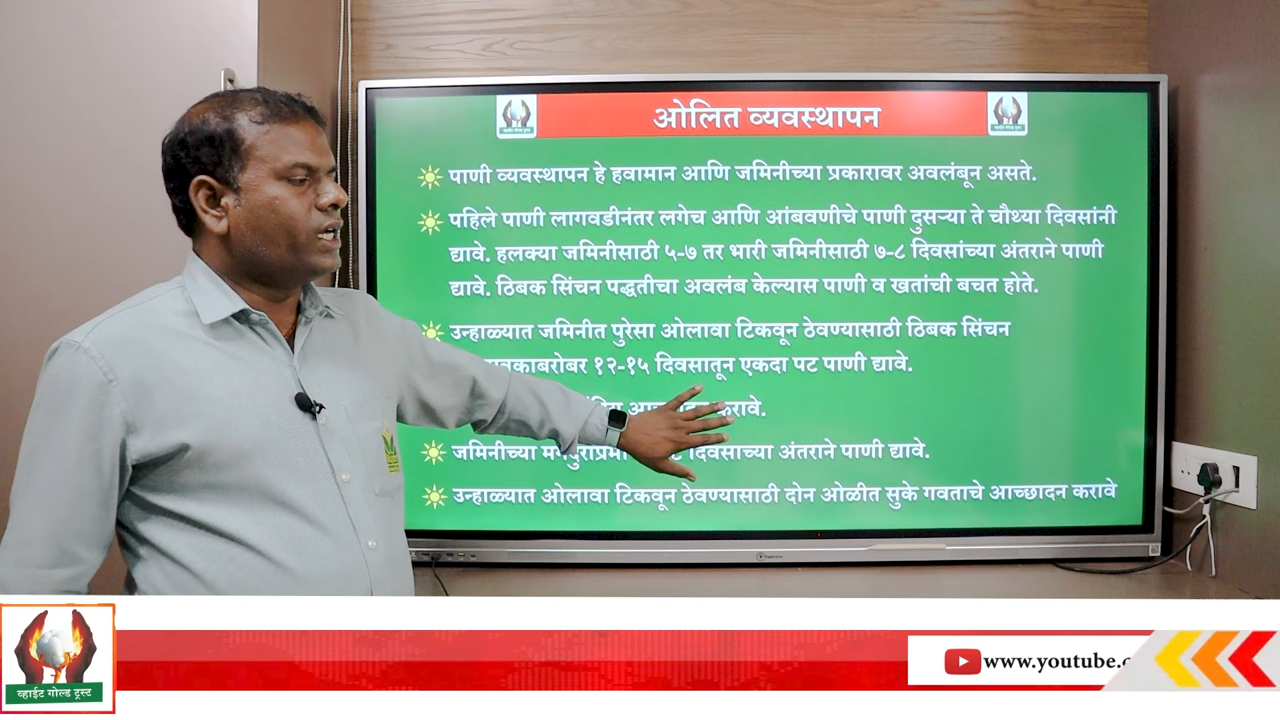 ओलित व्यवस्थापन
पाणी व्यवस्थापन हे हवामान आणि जमिनीच्या प्रकारावर अवलंबून असते.
पहिले पाणी लागवडीनंतर लगेच आणि आंबवणीचे पाणी दुसऱ्या ते चौथ्या दिवसांनी
द्यावे. हलक्या जमिनीसाठी ५-७ तर भारी जमिनीसाठी ७-८ दिवसांच्या अंतराने पाणी
द्यावे. ठिबक सिंचन पद्धतीचा अवलंब केल्यास पाणी व खतांची बचत होते.
उन्हाळ्यात जमिनीत पुरेसा ओलावा टिकवून ठेवण्यासाठी ठिबक सिंचन
१२-१५ दिवसातून एकदा पट पाणी द्यावे.
करावे.
जमिनीच्या दिवसाच्या अंतराने पाणी द्यावे.
उन्हाळ्यात ओलावा टिकवून ठेवण्यासाठी दोन ओळीत सुके गवताचे आच्छादन करावे
व्हाईट गोल्ड ट्रस्ट
www.youtube.c